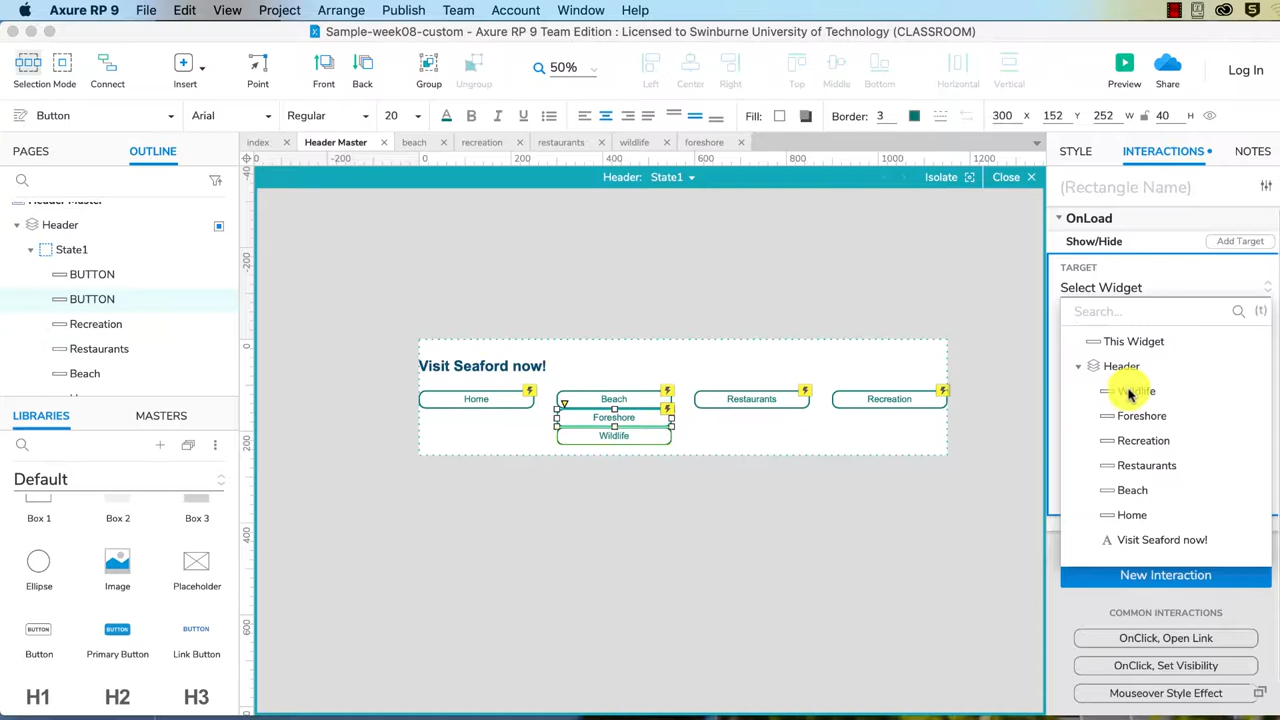 Axure RP 9 File Edit View Project Arrange Publish Team Account Window Help
Sample-week08-custom - Axure RP 9 Team Edition : Licensed to Swinburne University of Technology (CLASSROOM)
50%
Log In
Selection Mode Connect Insert Point Front Back Group Ungroup Left Center Right Top Middle Bottom Horizontal Vertical Preview Share
Button Arial Regular 20 A B I U Fill: Border: 3 300 X 152 Y 252 W 40 H
PAGES OUTLINE
index Header Master beach recreation restaurants wildlife foreshore
STYLE INTERACTIONS NOTES
0 -200 0 200 400 600 800 1000 1200
Header: State1 Isolate Close
(Rectangle Name)
Header
State1
BUTTON
BUTTON
Recreation
Restaurants
Beach
LIBRARIES MASTERS
Default
Box 1 Box 2 Box 3
Ellipse Image Placeholder
BUTTON BUTTON BUTTON
Button Primary Button Link Button
H1 H2 H3
-200
0
200
400
600
Visit Seaford now!
Home Beach Restaurants Recreation
Foreshore
Wildlife
OnLoad
Show/Hide Add Target
TARGET
Select Widget
Search... (t)
This Widget
Header
Wildlife
Foreshore
Recreation
Restaurants
Beach
Home
A Visit Seaford now!
New Interaction
COMMON INTERACTIONS
OnClick, Open Link
OnClick, Set Visibility
Mouseover Style Effect